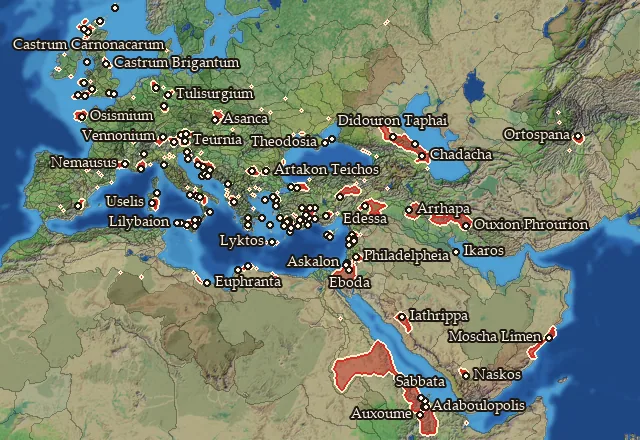 Castrum Carnonacarum
Castrum Brigantum
Tulisurgium
Osismium
Asanca
Didouron Taphai
Vennonium
Teurnia
Theodosia
Ortospana
Chadacha
Nemausus
Artakon Teichos
Uselis
Arrhapa
Lilybaion
Edessa
Ouxion Phrourion
Lyktos
Philadelpheia
Ikaros
Askalon
Euphranta
Eboda
Iathrippa
Moscha Limen
Naskos
Sabbata
Adaboulopolis
Auxoume